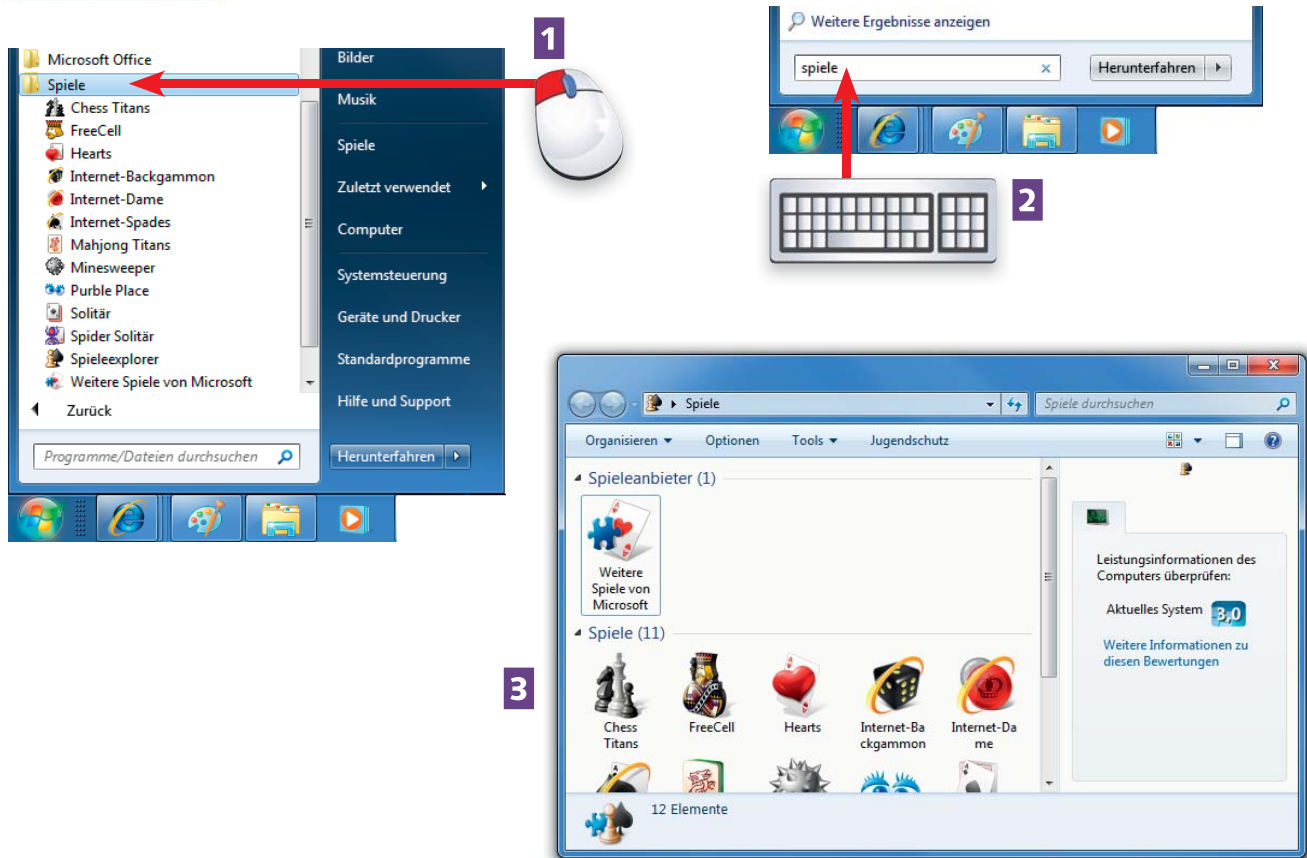 Microsoft Office
Spiele
Chess Titans
FreeCell
Hearts
Internet-Backgammon
Internet-Dame
Internet-Spades
Mahjong Titans
Minesweeper
Purble Place
Solitär
Spider Solitär
Spieleexplorer
Weitere Spiele von Microsoft
Zurück
Programme/Dateien durchsuchen
Bilder
Musik
Spiele
Zuletzt verwendet
Computer
Systemsteuerung
Geräte und Drucker
Standardprogramme
Hilfe und Support
Herunterfahren
1
Weitere Ergebnisse anzeigen
spiele
Herunterfahren
2
3
Spiele
Spiele durchsuchen
Organisieren
Optionen
Tools
Jugendschutz
Spieleanbieter (1)
Weitere
Spiele von
Microsoft
Spiele (11)
Chess
Titans
FreeCell
Hearts
Internet-Ba
ckgammon
Internet-Da
me
Leistungsinformationen des
Computers überprüfen:
Aktuelles System 3,0
Weitere Informationen zu
diesen Bewertungen
12 Elemente